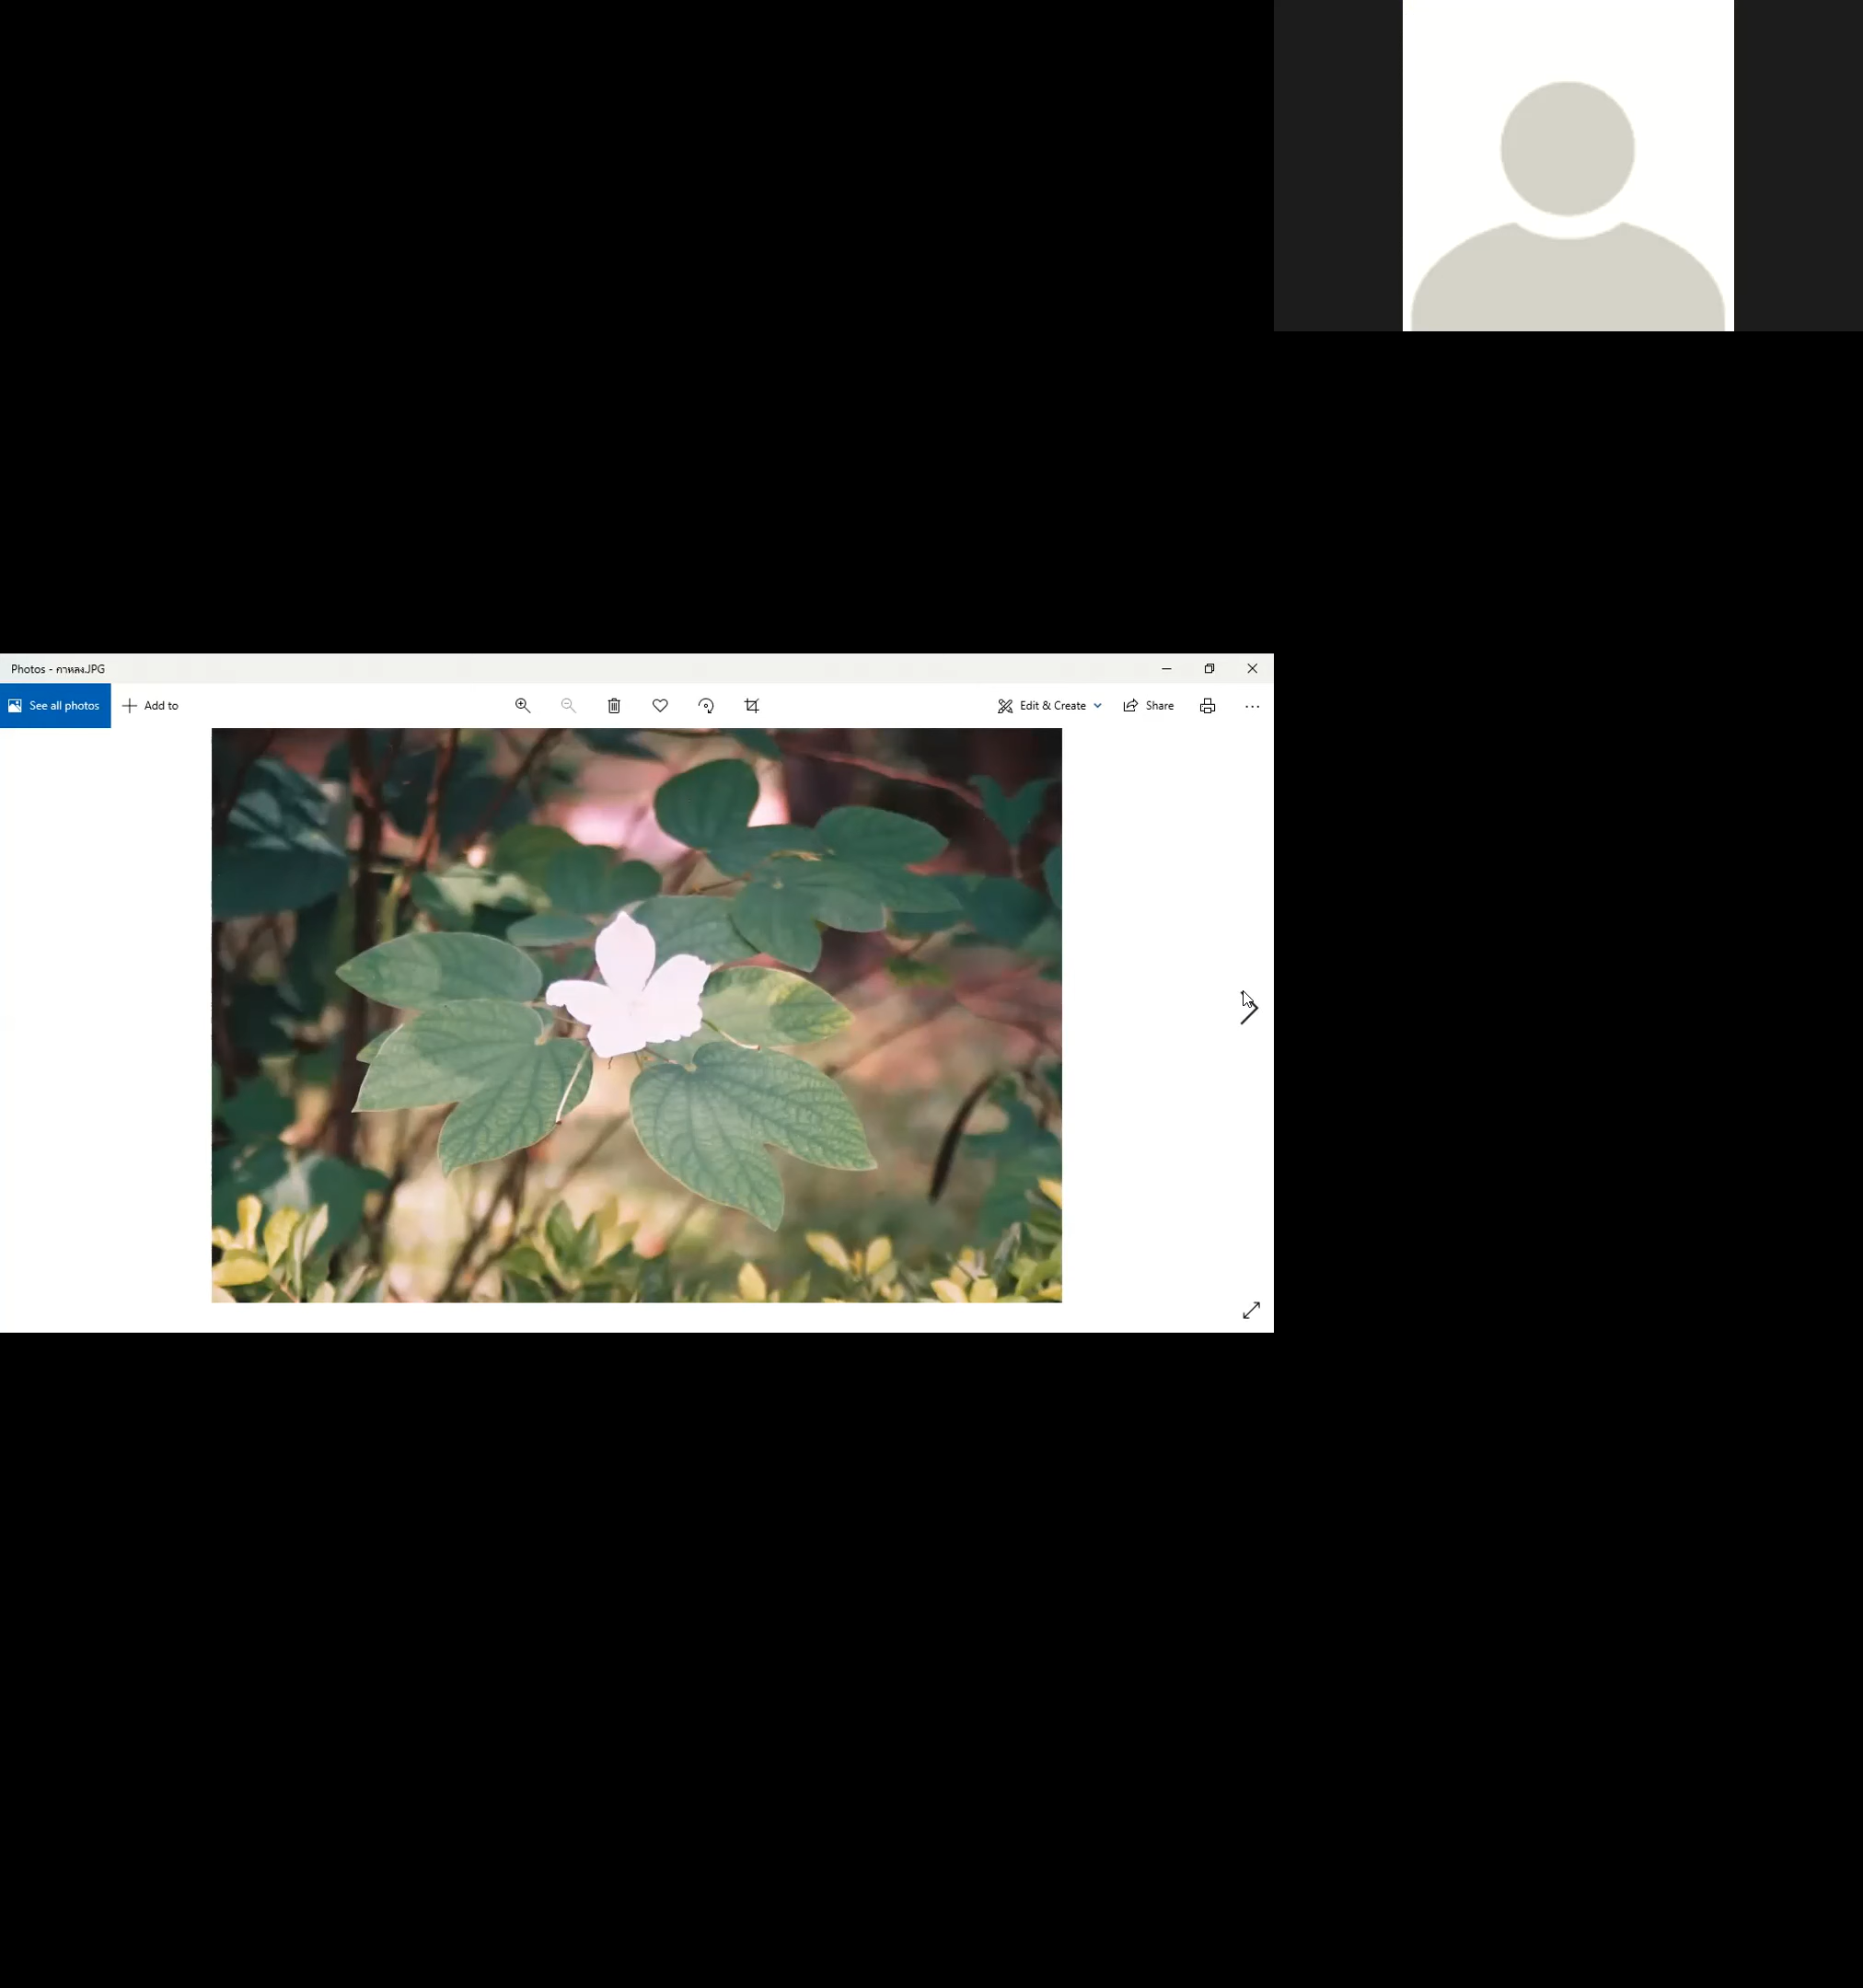 Photos - กาหลง.JPG
See all photos
Add to
Edit & Create
Share